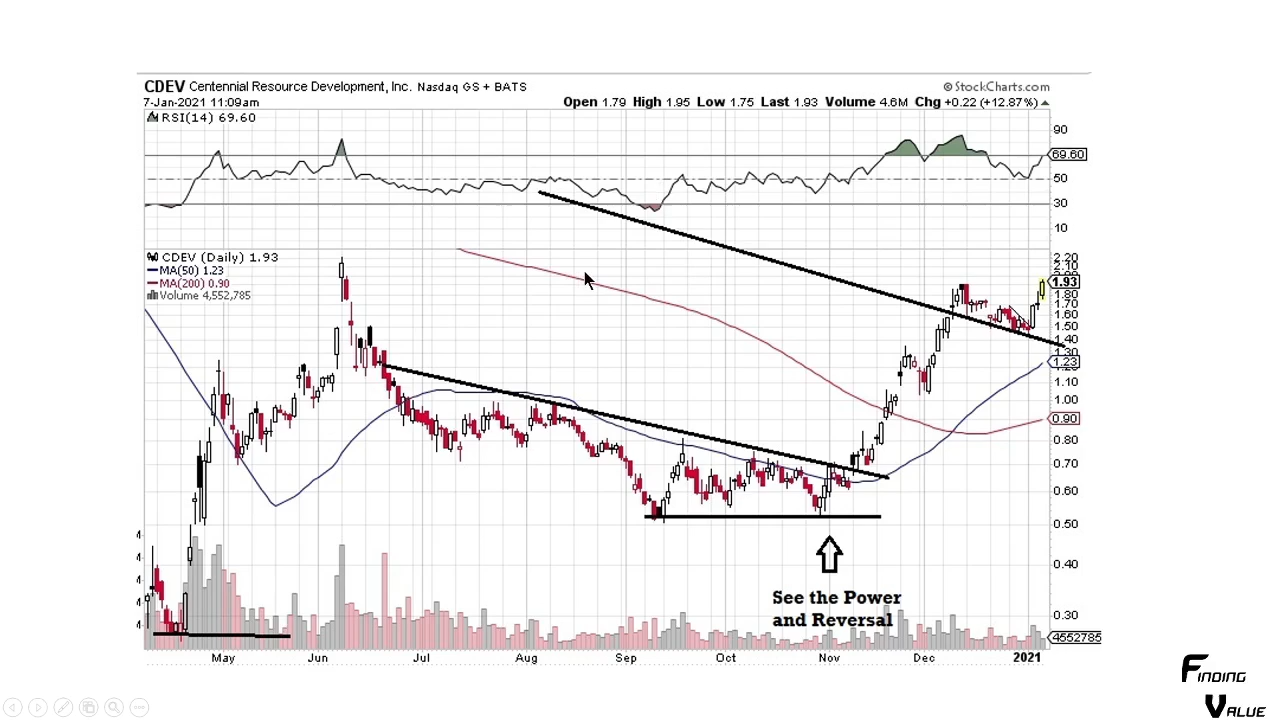 CDEV Centennial Resource Development, Inc. Nasdaq GS + BATS
© StockCharts.com
7-Jan-2021 11:09am
Open 1.79 High 1.95 Low 1.75 Last 1.93 Volume 4.6M Chg +0.22 (+12.87%)
RSI(14) 69.60
90
69.60
50
30
10
CDEV (Daily) 1.93
MA(50) 1.23
MA(200) 0.90
Volume 4,552,785
2.20
2.10
1.93
1.80
1.70
1.60
1.50
1.40
1.30
1.23
1.10
1.00
0.90
0.80
0.70
0.60
0.50
0.40
0.30
4552785
4
4
4
4
See the Power
and Reversal
May Jun Jul Aug Sep Oct Nov Dec 2021
Finding
Value